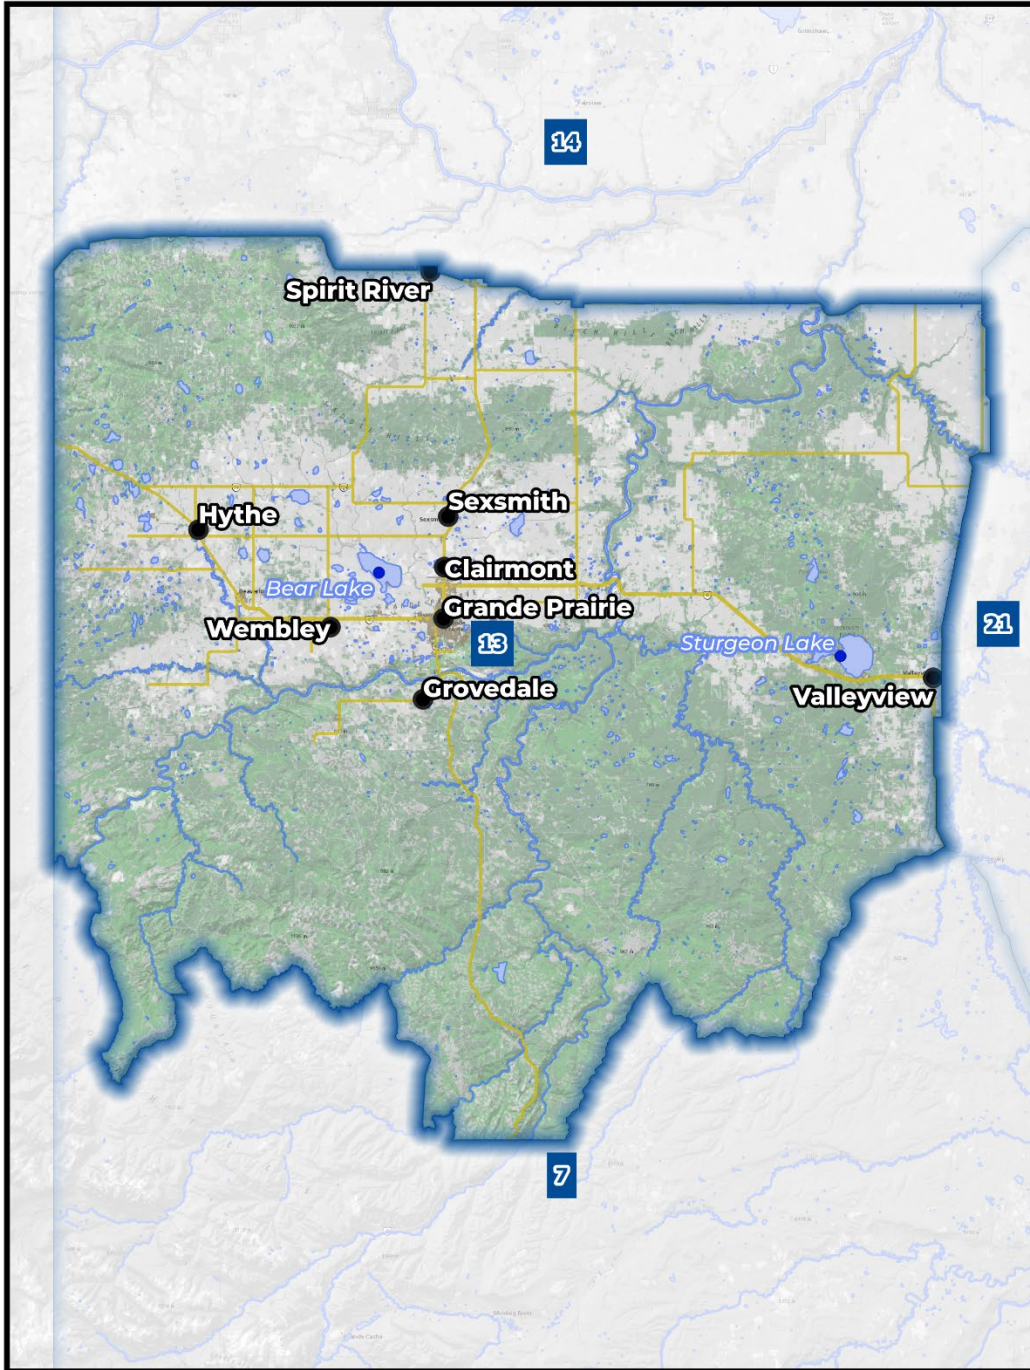 14
Spirit River
Sexsmith
Hythe
Clairmont
Bear Lake
Grande Prairie
Wembley
13
21
Sturgeon Lake
Grovedale
Valleyview
7